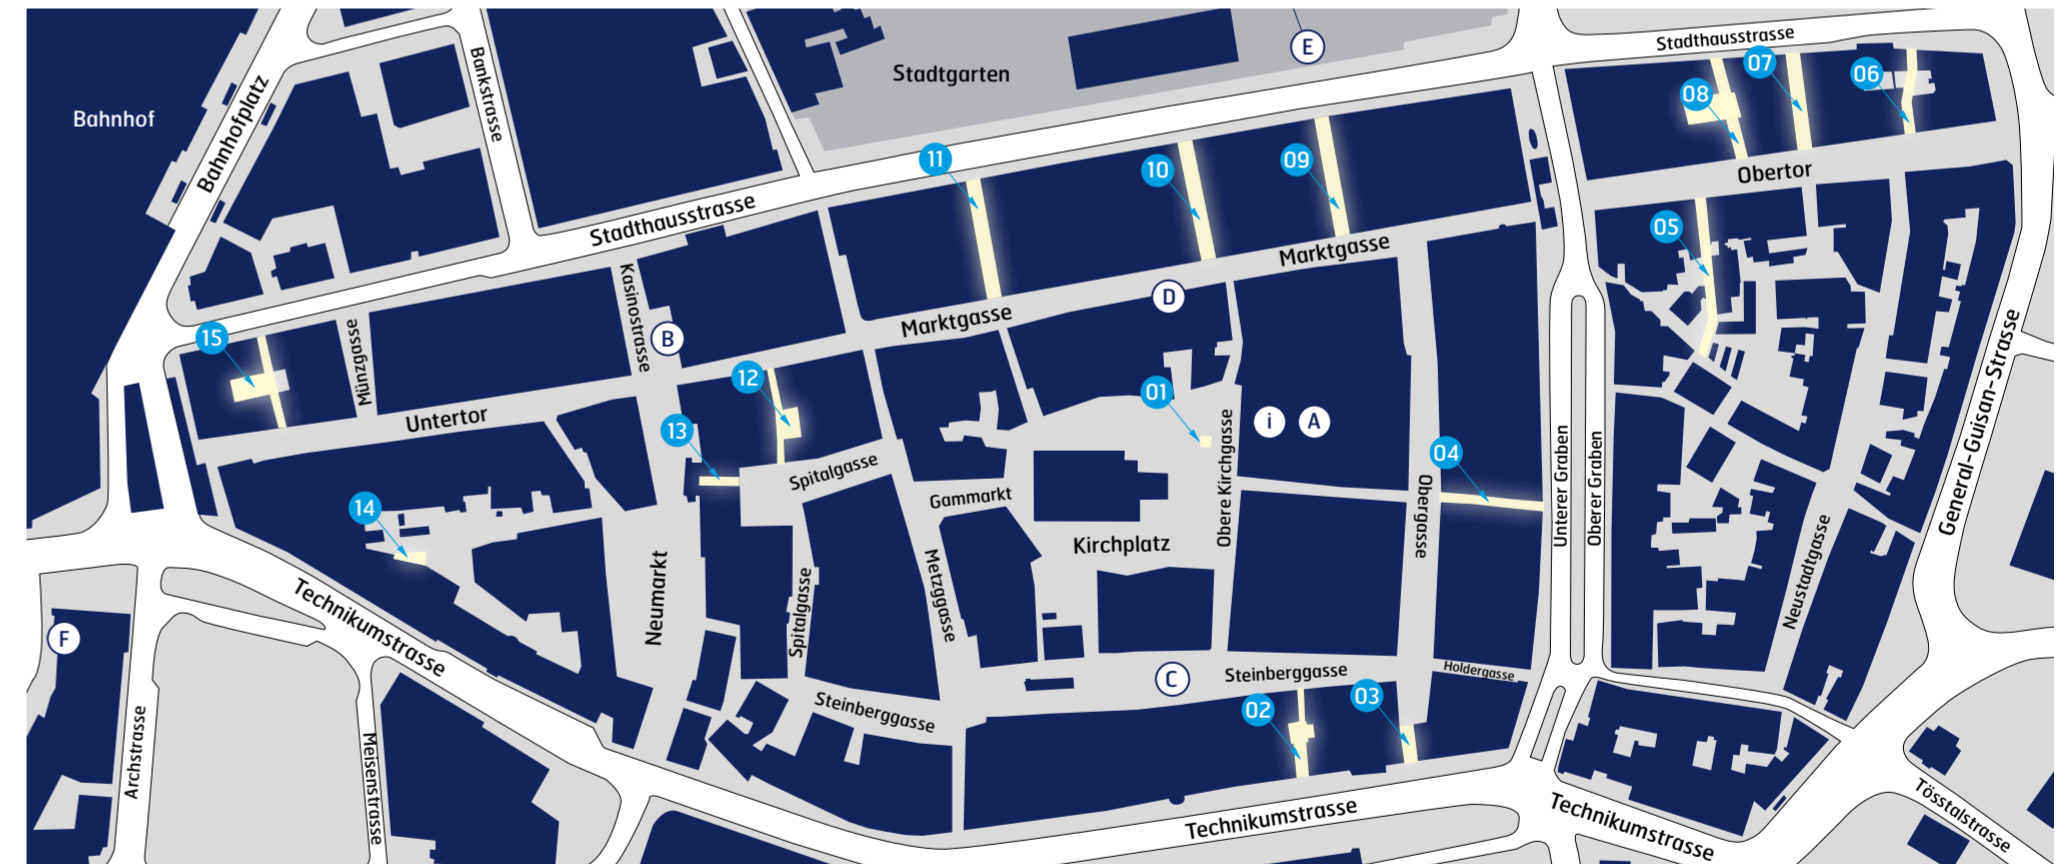 Stadthausstrasse
E
07
06
Stadtgarten
08
Bankstrasse
Bahnhof
Bahnhofplatz
11
10
09
Obertor
Stadthausstrasse
05
Marktgasse
Kasinostrasse
D
Marktgasse
15
B
Münzgasse
General-Guisan-Strasse
12
01
Untertor
i
A
13
04
Spitalgasse
Obere Kirchgasse
Unterer Graben
Oberer Graben
14
Gammarkt
Obergasse
Kirchplatz
Neustadtgasse
Metzggasse
Neumarkt
Spitalgasse
Technikumstrasse
F
Steinberggasse
Holdergasse
C
03
02
Steinberggasse
Archstrasse
Meisenstrasse
Technikumstrasse
Technikumstrasse
Tösstalstrasse